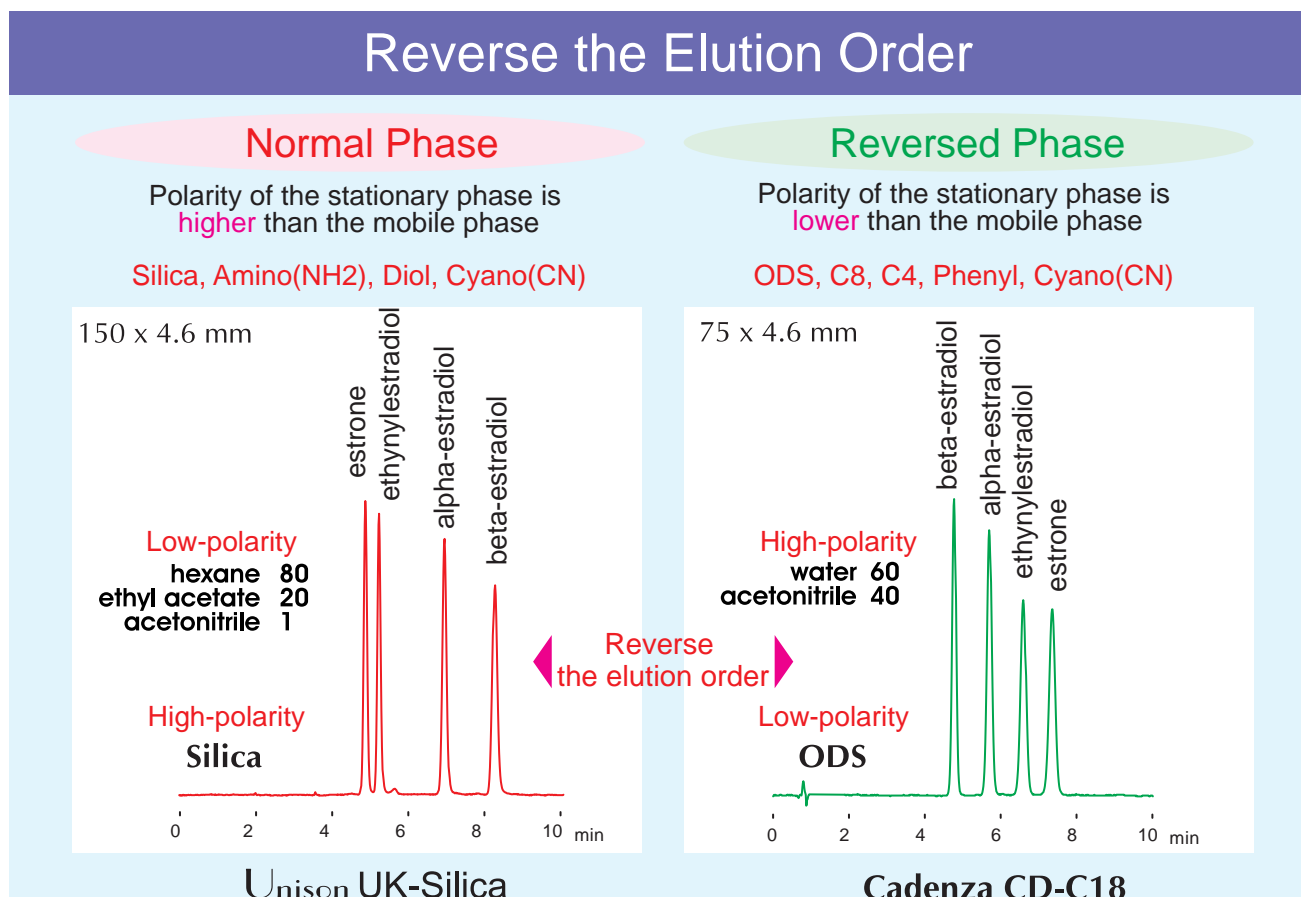 Reverse the Elution Order
Normal Phase
Polarity of the stationary phase is
higher than the mobile phase
Silica, Amino(NH2), Diol, Cyano(CN)
150 x 4.6 mm
estrone
ethynylestradiol
alpha-estradiol
beta-estradiol
Low-polarity
hexane 80
ethyl acetate 20
acetonitrile 1
High-polarity
Silica
0 2 4 6 8 10 min
Unison UK-Silica
Reverse
the elution order
Reversed Phase
Polarity of the stationary phase is
lower than the mobile phase
ODS, C8, C4, Phenyl, Cyano(CN)
75 x 4.6 mm
beta-estradiol
alpha-estradiol
ethynylestradiol
estrone
High-polarity
water 60
acetonitrile 40
Low-polarity
ODS
0 2 4 6 8 10 min
Cadenza CD-C18